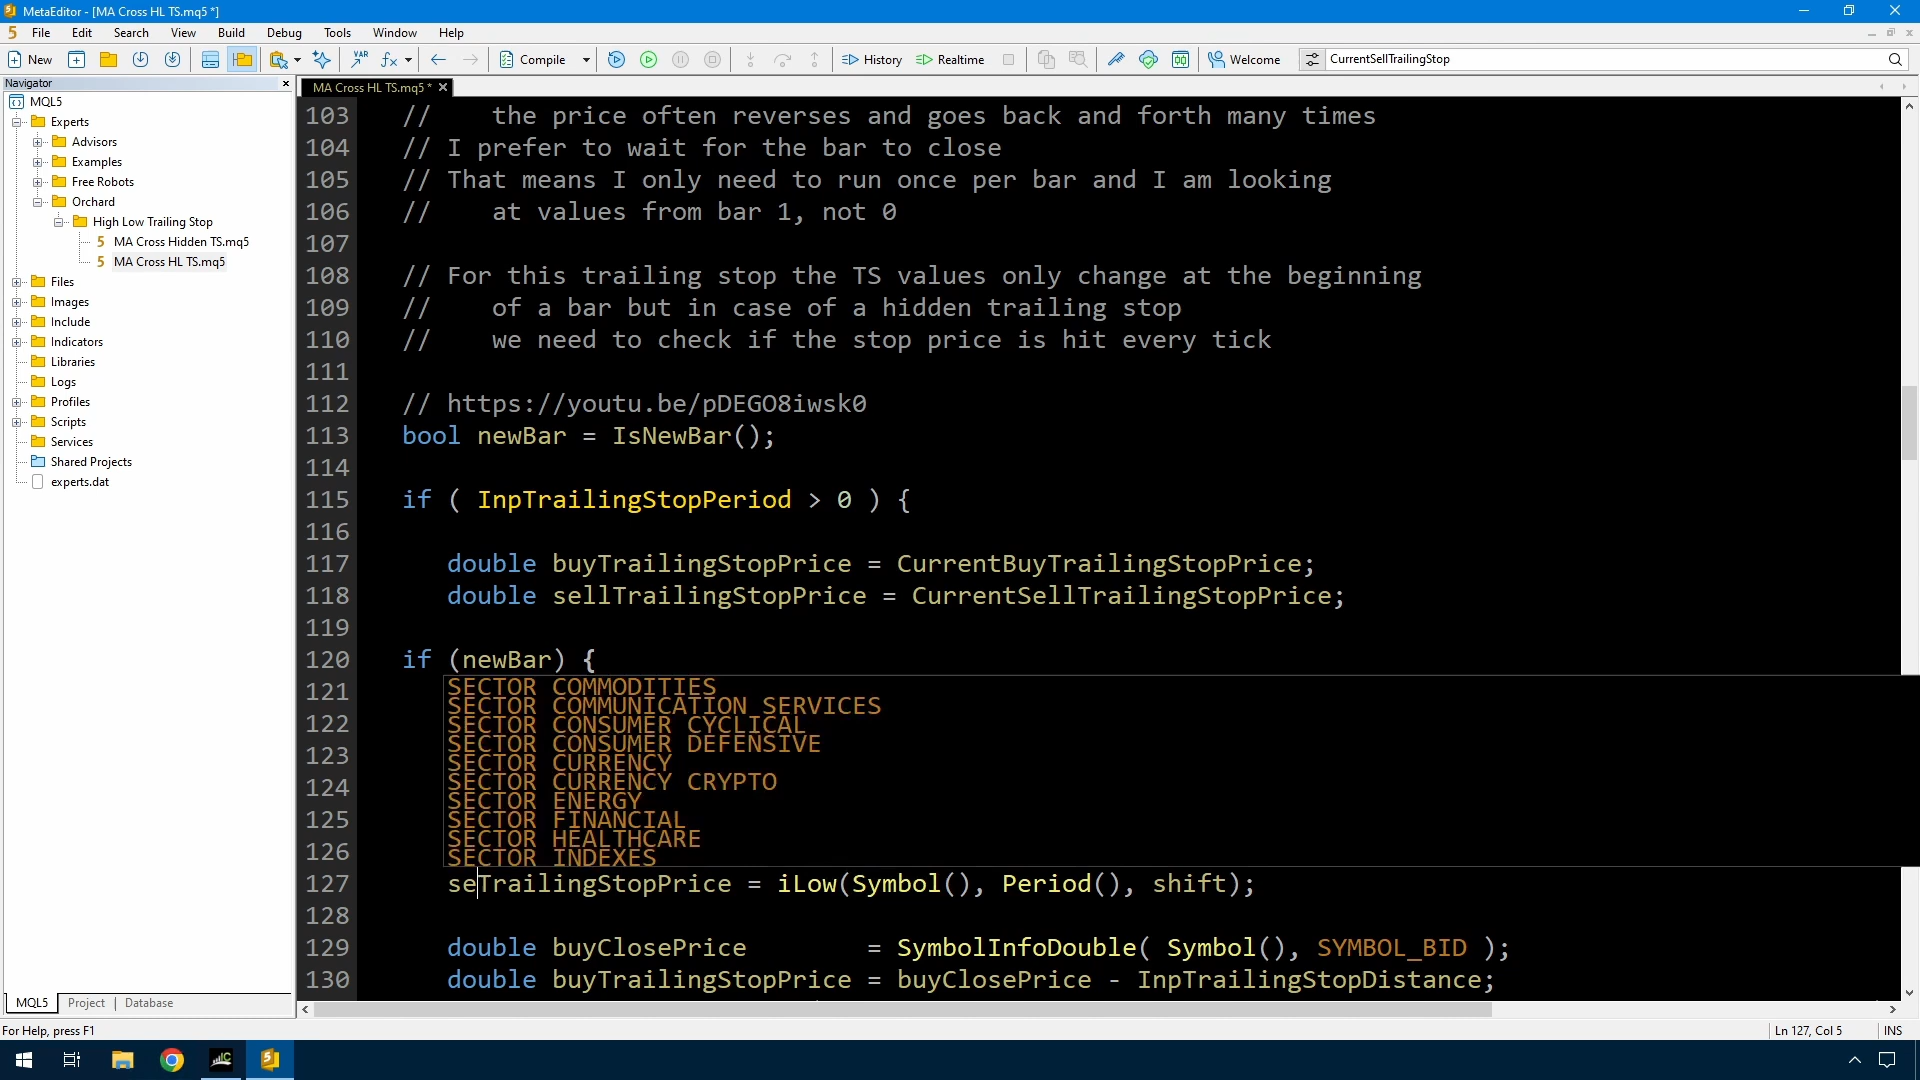 MetaEditor - [MA Cross HL TS.mq5 *]
5 File Edit Search View Build Debug Tools Window Help
New VAR fx Compile History Realtime Welcome CurrentSellTrailingStop
Navigator
MQL5
Experts
Advisors
Examples
Free Robots
Orchard
High Low Trailing Stop
5 MA Cross Hidden TS.mq5
5 MA Cross HL TS.mq5
Files
Images
Include
Indicators
Libraries
Logs
Profiles
Scripts
Services
Shared Projects
experts.dat
MQL5 Project Database
MA Cross HL TS.mq5 *
103 // the price often reverses and goes back and forth many times
104 // I prefer to wait for the bar to close
105 // That means I only need to run once per bar and I am looking
106 // at values from bar 1, not 0
107
108 // For this trailing stop the TS values only change at the beginning
109 // of a bar but in case of a hidden trailing stop
110 // we need to check if the stop price is hit every tick
111
112 // https://youtu.be/pDEGO8iwsk0
113 bool newBar = IsNewBar();
114
115 if ( InpTrailingStopPeriod > 0 ) {
116
117 double buyTrailingStopPrice = CurrentBuyTrailingStopPrice;
118 double sellTrailingStopPrice = CurrentSellTrailingStopPrice;
119
120 if (newBar) {
121
122
123
124
125
126
SECTOR_COMMODITIES
SECTOR_COMMUNICATION_SERVICES
SECTOR_CONSUMER_CYCLICAL
SECTOR_CONSUMER_DEFENSIVE
SECTOR_CURRENCY
SECTOR_CURRENCY_CRYPTO
SECTOR_ENERGY
SECTOR_FINANCIAL
SECTOR_HEALTHCARE
SECTOR_INDEXES
127 seTrailingStopPrice = iLow(Symbol(), Period(), shift);
128
129 double buyClosePrice = SymbolInfoDouble( Symbol(), SYMBOL_BID );
130 double buyTrailingStopPrice = buyClosePrice - InpTrailingStopDistance;
For Help, press F1
Ln 127, Col 5 INS